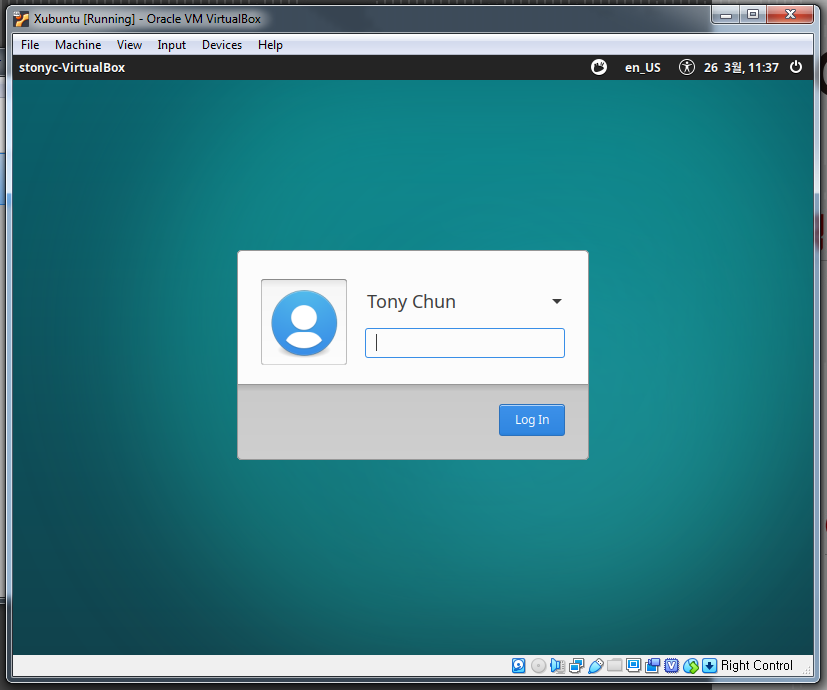 Xubuntu [Running] - Oracle VM VirtualBox
File Machine View Input Devices Help
stonyc-VirtualBox en_US 26 3월, 11:37
Tony Chun
Log In
Right Control